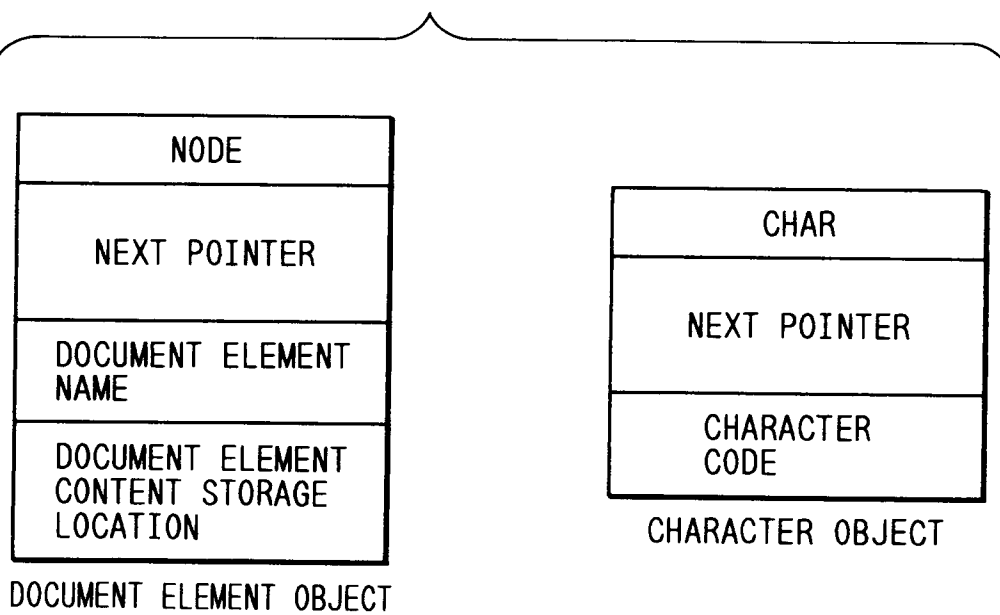 NODE
NEXT POINTER
DOCUMENT ELEMENT
NAME
DOCUMENT ELEMENT
CONTENT STORAGE
LOCATION
DOCUMENT ELEMENT OBJECT
CHAR
NEXT POINTER
CHARACTER
CODE
CHARACTER OBJECT